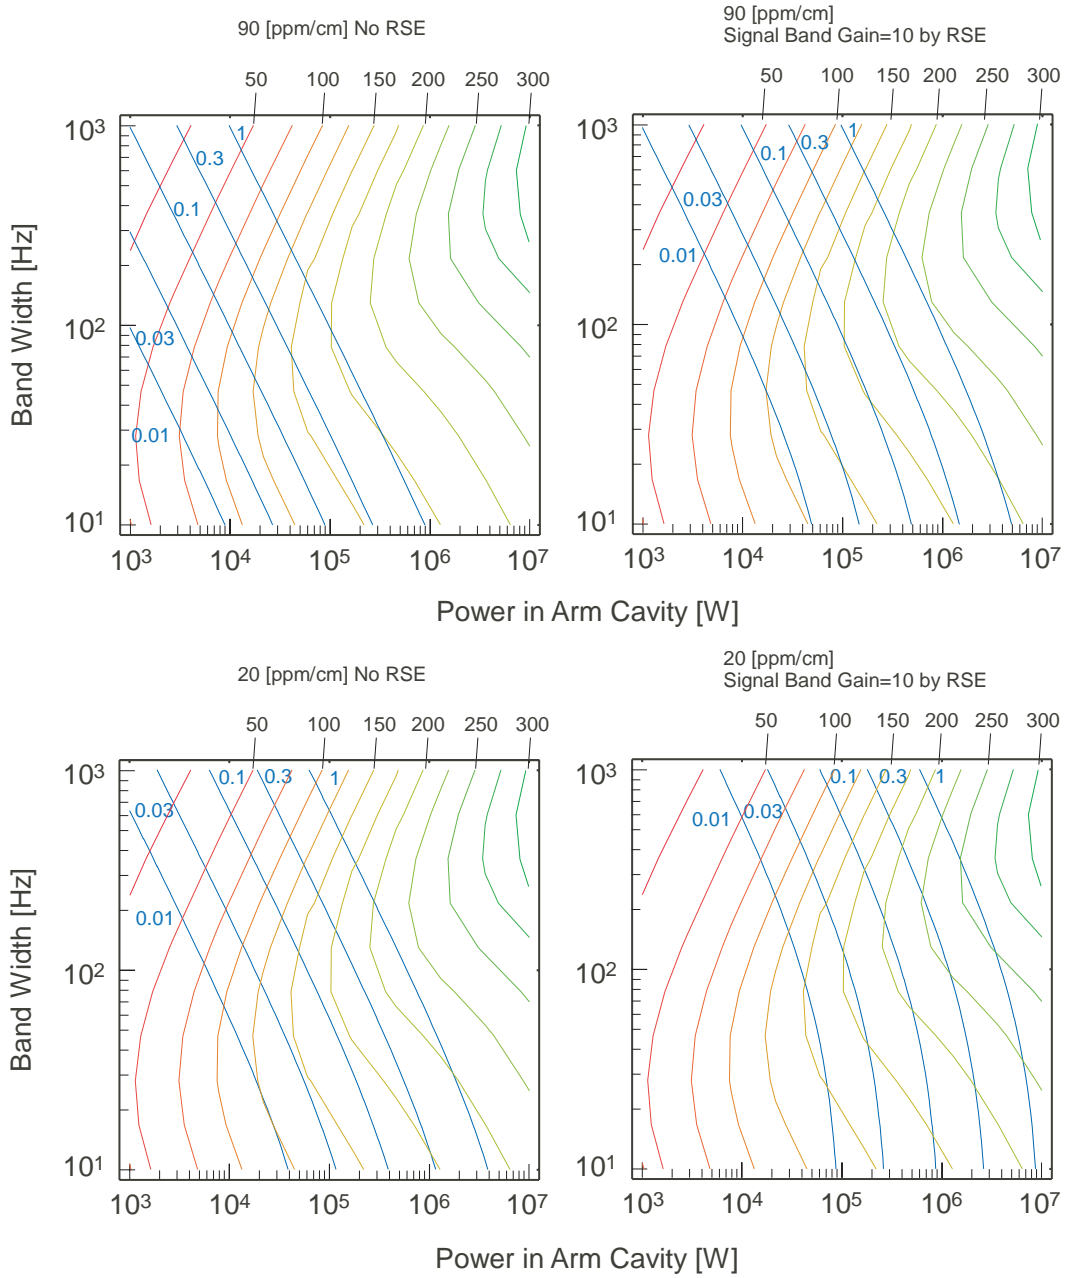 90 [ppm/cm] No RSE
50 100 150 200 250 300
10³
10²
10¹
1
0.3
0.1
0.03
0.01
10³ 10⁴ 10⁵ 10⁶ 10⁷
Band Width [Hz]
90 [ppm/cm]
Signal Band Gain=10 by RSE
50 100 150 200 250 300
10³
10²
10¹
1
0.3
0.1
0.03
0.01
10³ 10⁴ 10⁵ 10⁶ 10⁷
Power in Arm Cavity [W]
20 [ppm/cm] No RSE
50 100 150 200 250 300
10³
10²
10¹
0.1 0.3 1
0.03
0.01
10³ 10⁴ 10⁵ 10⁶ 10⁷
Band Width [Hz]
20 [ppm/cm]
Signal Band Gain=10 by RSE
50 100 150 200 250 300
10³
10²
10¹
0.1 0.3 1
0.01 0.03
10³ 10⁴ 10⁵ 10⁶ 10⁷
Power in Arm Cavity [W]